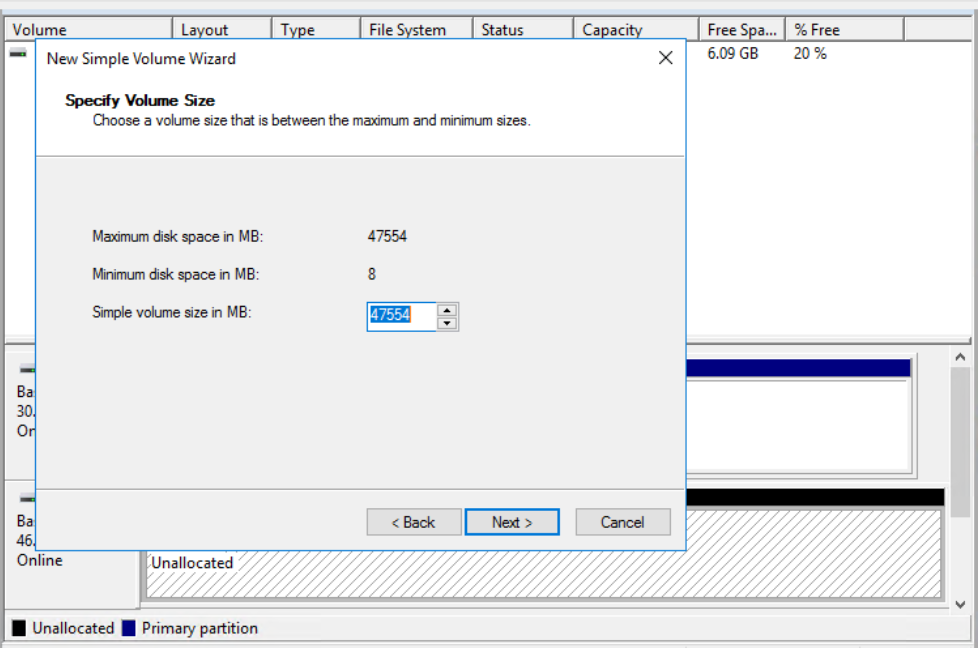 Volume Layout Type File System Status Capacity Free Spa... % Free
6.09 GB 20 %
New Simple Volume Wizard
Specify Volume Size
Choose a volume size that is between the maximum and minimum sizes.
Maximum disk space in MB: 47554
Minimum disk space in MB: 8
Simple volume size in MB: 47554
Ba
30.
Or
< Back Next > Cancel
Ba
46.
Online
Unallocated
Unallocated Primary partition